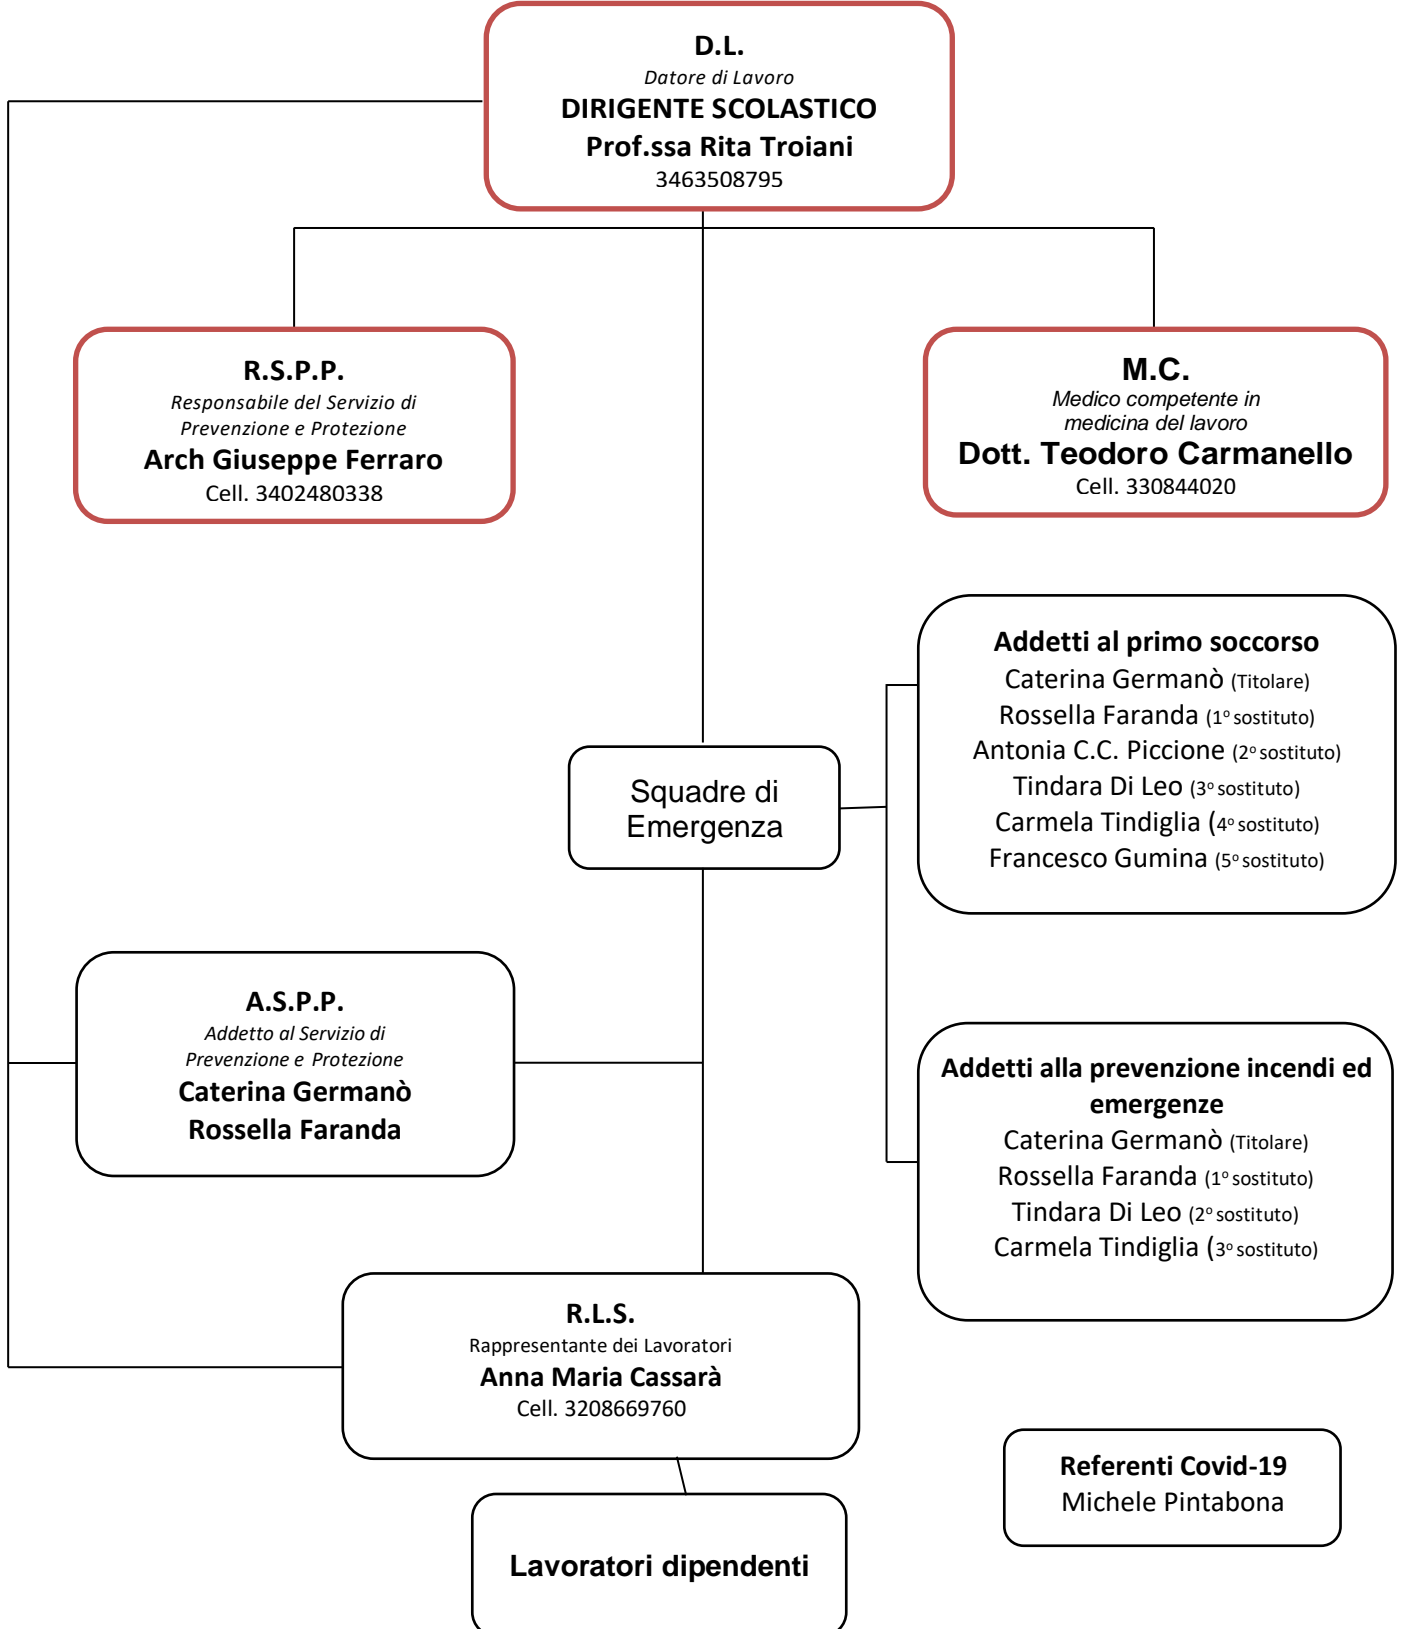 D.L.
Datore di Lavoro
DIRIGENTE SCOLASTICO
Prof.ssa Rita Troiani
3463508795
R.S.P.P.
Responsabile del Servizio di
Prevenzione e Protezione
Arch Giuseppe Ferraro
Cell. 3402480338
M.C.
Medico competente in
medicina del lavoro
Dott. Teodoro Carmanello
Cell. 330844020
Addetti al primo soccorso
Caterina Germanò (Titolare)
Rossella Faranda (1° sostituto)
Antonia C.C. Piccione (2° sostituto)
Tindara Di Leo (3° sostituto)
Carmela Tindiglia (4° sostituto)
Francesco Gumina (5° sostituto)
Squadre di
Emergenza
A.S.P.P.
Addetto al Servizio di
Prevenzione e Protezione
Caterina Germanò
Rossella Faranda
Addetti alla prevenzione incendi ed
emergenze
Caterina Germanò (Titolare)
Rossella Faranda (1° sostituto)
Tindara Di Leo (2° sostituto)
Carmela Tindiglia (3° sostituto)
R.L.S.
Rappresentante dei Lavoratori
Anna Maria Cassarà
Cell. 3208669760
Referenti Covid-19
Michele Pintabona
Lavoratori dipendenti